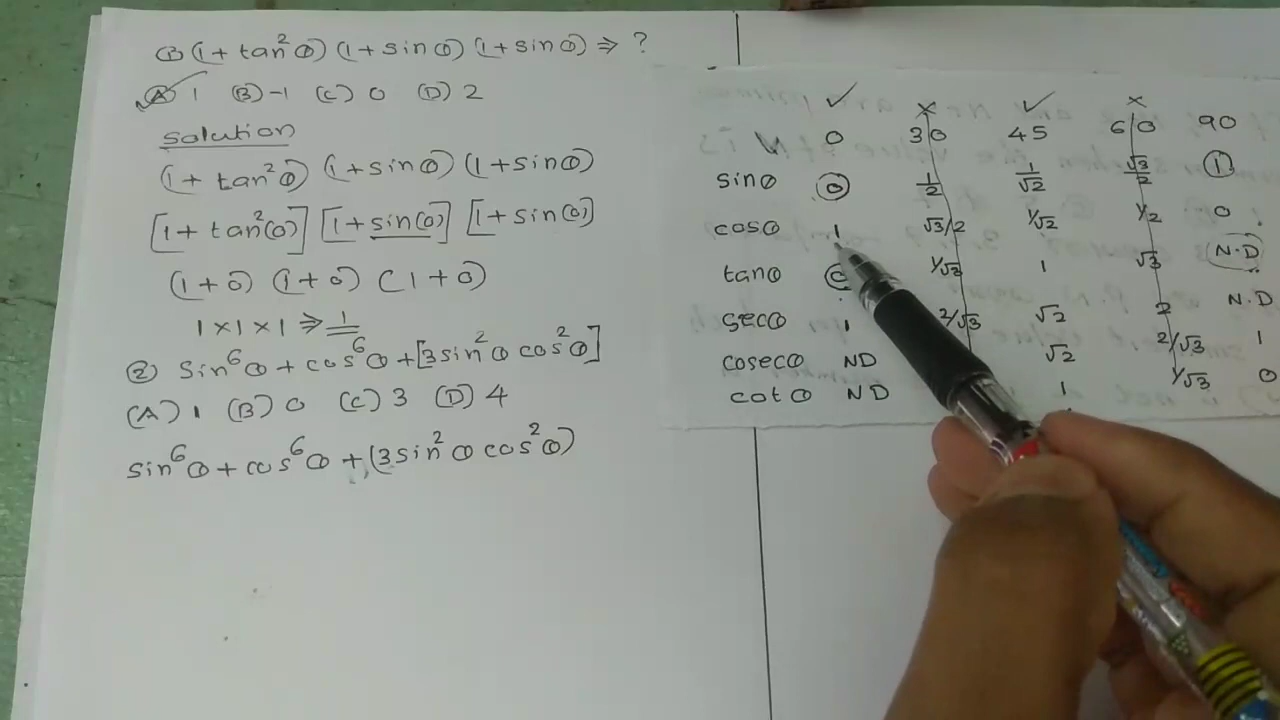 ① (1 + tan²θ) (1 + sinθ) (1 + sinθ) ⇒ ?
(A) 1 (B) -1 (C) 0 (D) 2
Solution
(1 + tan²θ) (1 + sinθ) (1 + sinθ)
[1 + tan²(0)] [1 + sin(0)] [1 + sin(0)]
(1+0) (1+0) (1+0)
1 × 1 × 1 ⇒ 1
② sin⁶θ + cos⁶θ + [3sin²θ cos²θ]
(A) 1 (B) 0 (C) 3 (D) 4
sin⁶θ + cos⁶θ + (3sin²θ cos²θ)
0 30 45 60 90
sinθ 0 1/2 1/√2 √3/2 1
cosθ 1 √3/2 1/√2 1/2 0
tanθ 0 1/√3 1 √3 N.D
secθ 1 2/√3 √2 2 N.D
cosecθ ND √2 2/√3 1
cotθ ND 1 1/√3 0